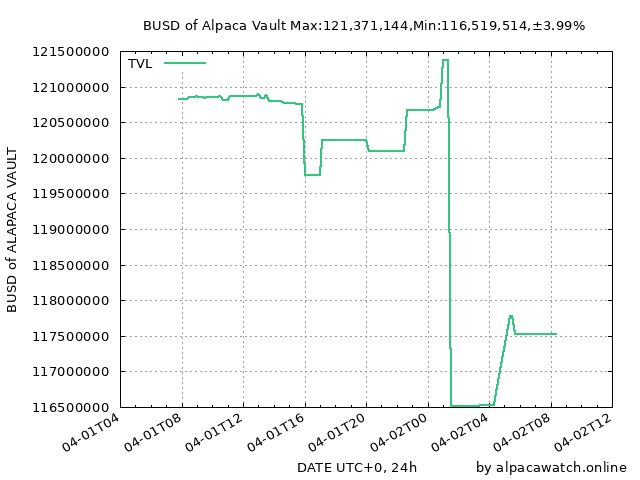 BUSD of Alpaca Vault Max:121,371,144,Min:116,519,514,±3.99%
TVL
121500000
121000000
120500000
120000000
119500000
119000000
118500000
118000000
117500000
117000000
116500000
BUSD of ALAPACA VAULT
04-01T04
04-01T08
04-01T12
04-01T16
04-01T20
04-02T00
04-02T04
04-02T08
04-02T12
DATE UTC+0, 24h
by alpacawatch.online